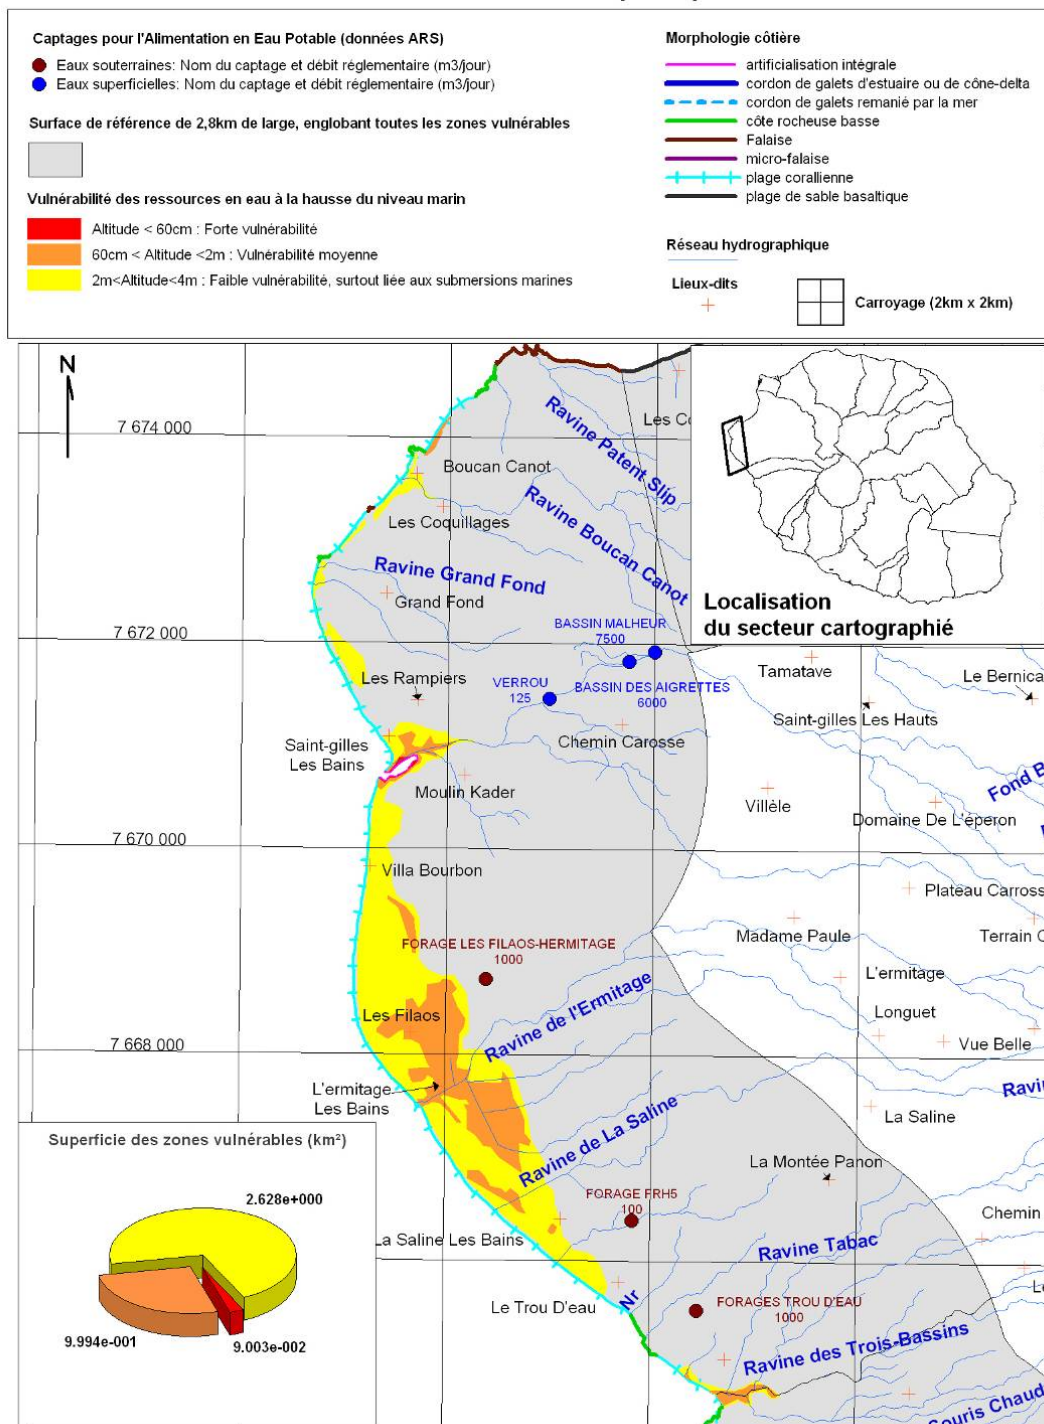 Captages pour l'Alimentation en Eau Potable (données ARS)
Eaux souterraines: Nom du captage et débit réglementaire (m3/jour)
Eaux superficielles: Nom du captage et débit réglementaire (m3/jour)
Surface de référence de 2,8km de large, englobant toutes les zones vulnérables
Vulnérabilité des ressources en eau à la hausse du niveau marin
Altitude < 60cm : Forte vulnérabilité
60cm < Altitude <2m : Vulnérabilité moyenne
2m<Altitude<4m : Faible vulnérabilité, surtout liée aux submersions marines
Morphologie côtière
artificialisation intégrale
cordon de galets d'estuaire ou de cône-delta
cordon de galets remanié par la mer
côte rocheuse basse
Falaise
micro-falaise
plage corallienne
plage de sable basaltique
Réseau hydrographique
Lieux-dits
Carroyage (2km x 2km)
N
7 674 000
Ravine Patent Slip
Les
Boucan Canot
Ravine Boucan Canot
Les Coquillages
Ravine Grand Fond
Grand Fond
Localisation
du secteur cartographié
7 672 000
BASSIN MALHEUR
7500
Tamatave
Le Bernica
Les Rampiers
VERROU
125
BASSIN DES AIGRETTES
6000
Saint-gilles Les Hauts
Saint-gilles
Les Bains
Chemin Carosse
Moulin Kader
Villèle
Fond B
Domaine De L'éperon
7 670 000
Villa Bourbon
Plateau Carross
FORAGE LES FILAOS-HERMITAGE
1000
Madame Paule
Terrain
L'ermitage
Ravine de l'Ermitage
Les Filaos
Longuet
Vue Belle
7 668 000
L'ermitage
Les Bains
Ravin
La Saline
Ravine de La Saline
La Montée Panon
FORAGE FRH5
100
Chemin
La Saline Les Bains
Ravine Tabac
Le Trou D'eau
Nr
FORAGES TROU D'EAU
1000
Ravine des Trois-Bassins
Souris Chaud
Superficie des zones vulnérables (km²)
2.628e+000
9.994e-001
9.003e-002